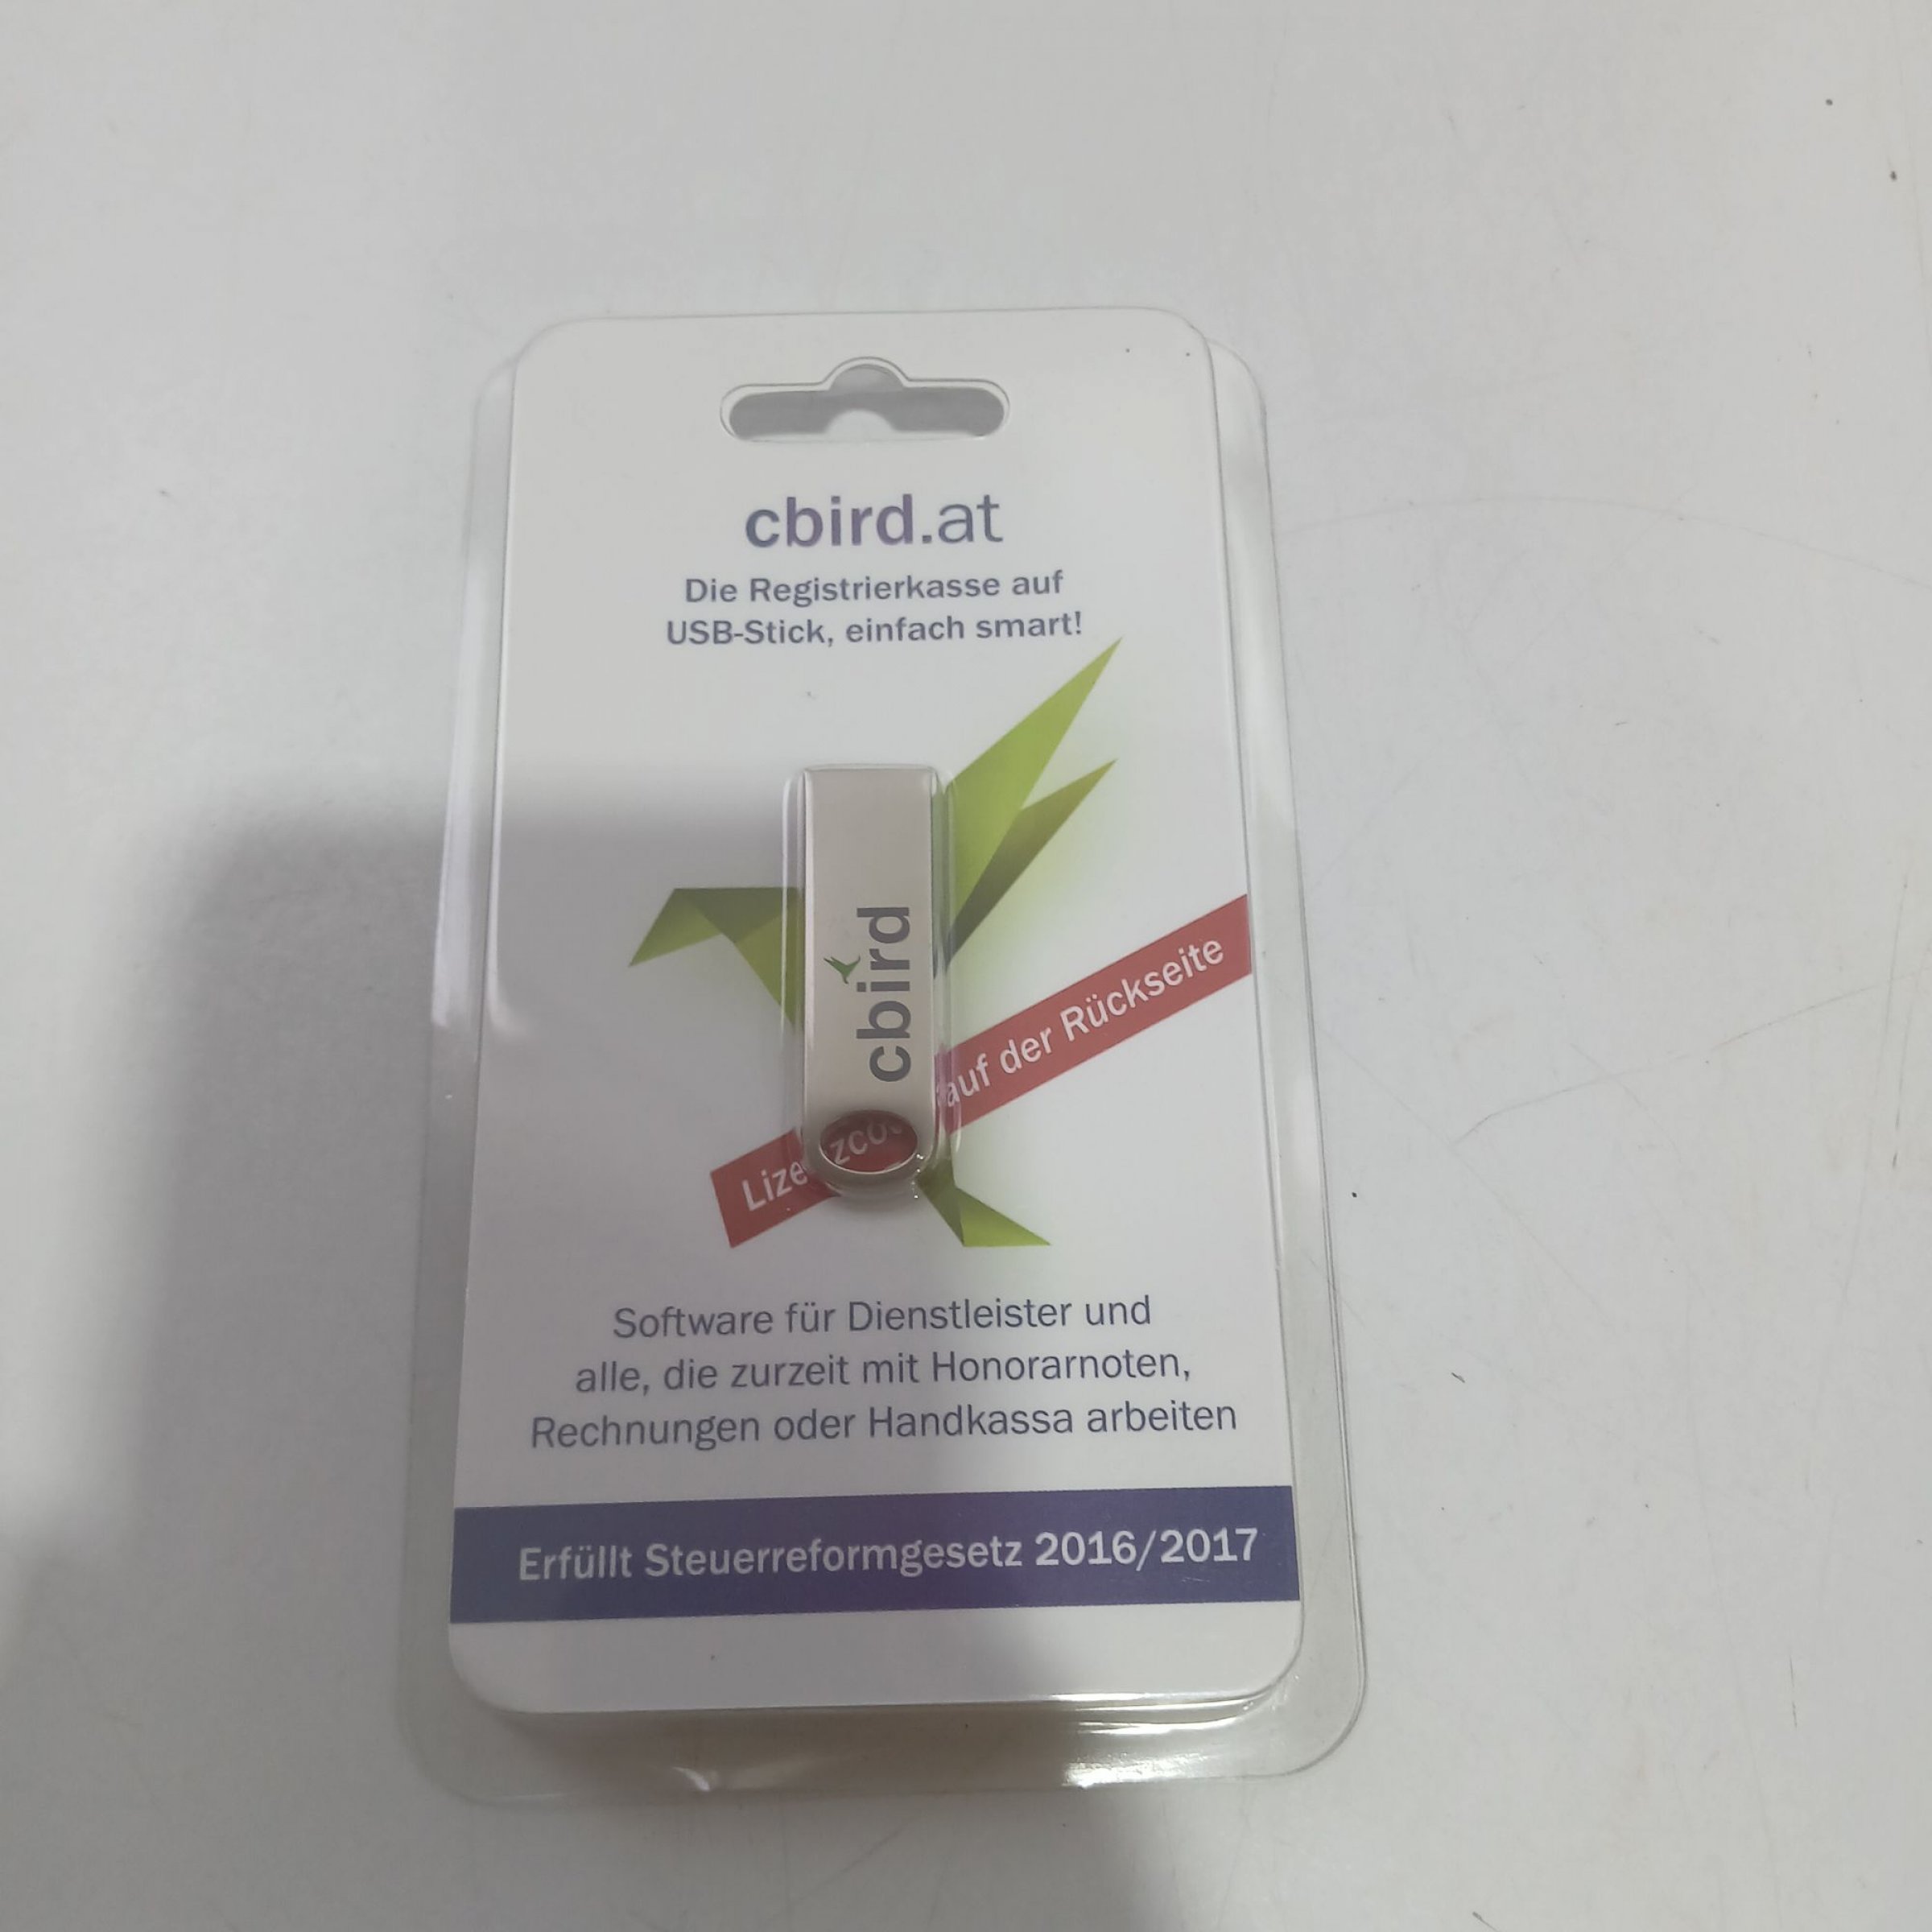 cbird.at
Die Registrierkasse auf
USB-Stick, einfach smart!
cbird
auf der Rückseite
Software für Dienstleister und
alle, die zurzeit mit Honorarnoten,
Rechnungen oder Handkassa arbeiten
Erfüllt Steuerreformgesetz 2016/2017